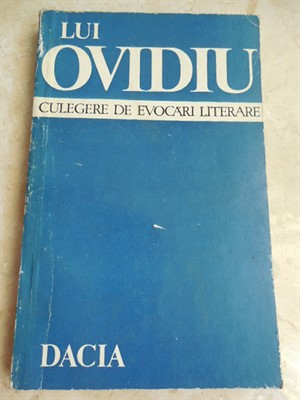 LUI
OVIDIU
CULEGERE DE EVOCĂRI LITERARE
DACIA